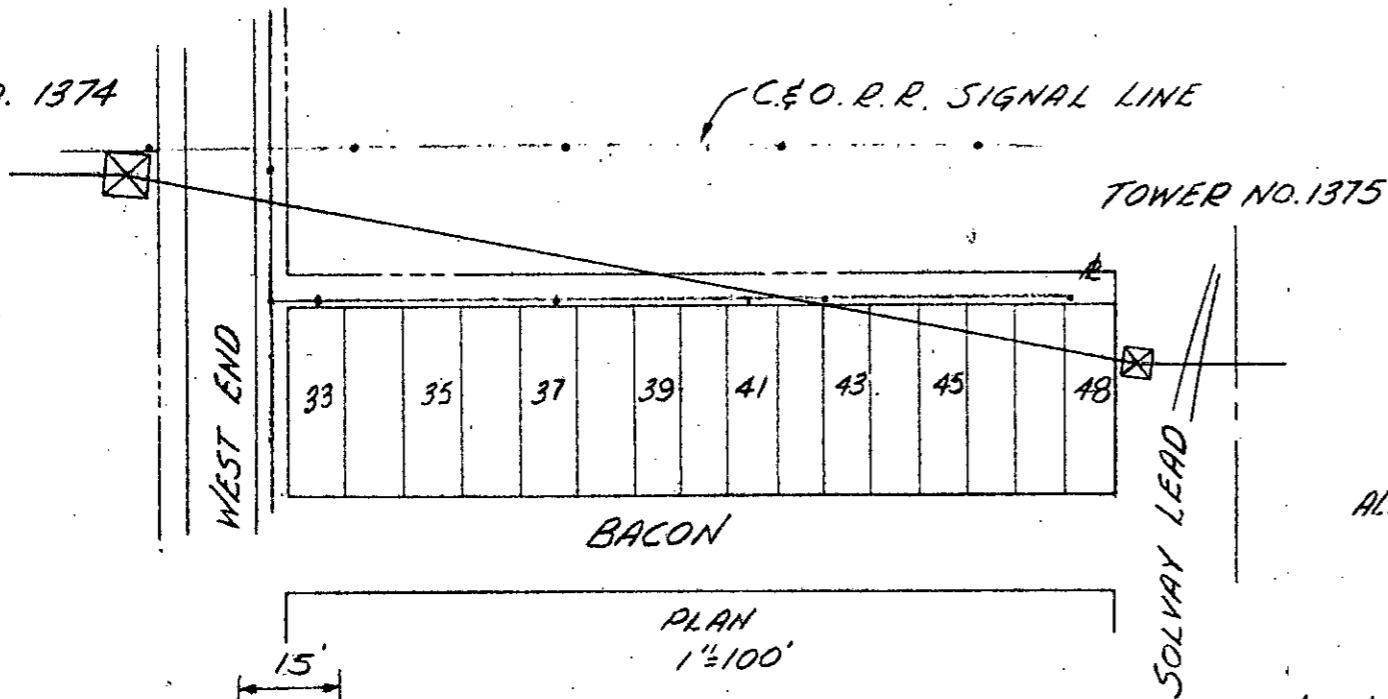 . 1374
C.&O. R.R. SIGNAL LINE
TOWER NO. 1375
WEST END
33
35
37
39
41
43
45
48
SOLVAY LEAD
BACON
PLAN
1"=100'
15'